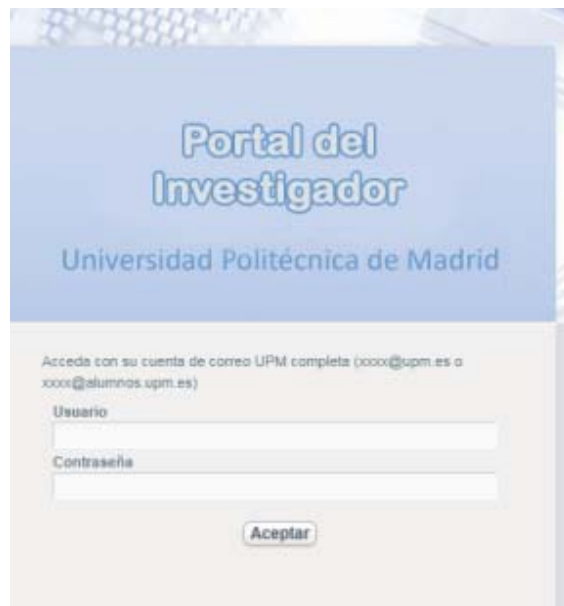 Portal del
Investigador
Universidad Politécnica de Madrid
Acceda con su cuenta de correo UPM completa (xxxx@upm.es o
xxxx@alumnos.upm.es)
Usuario
Contraseña
Aceptar